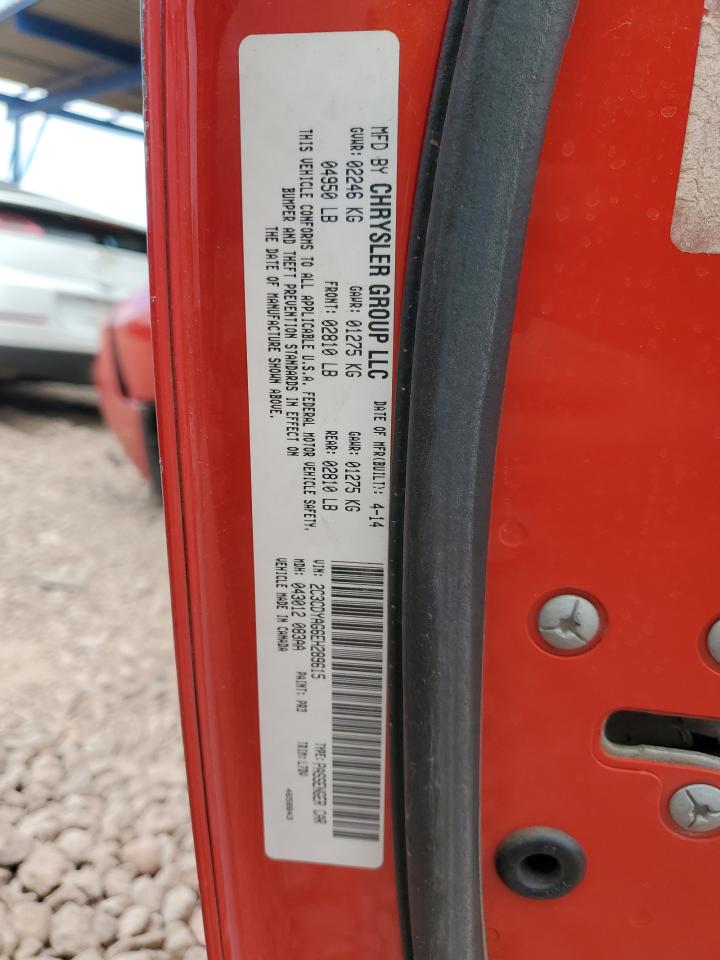 MFD BY CHRYSLER GROUP LLC DATE OF MFR(BUILT): 4-14
GVWR: 02246 KG GAWR: 01275 KG GAWR: 01275 KG
04950 LB FRONT: 02810 LB REAR: 02810 LB
THIS VEHICLE CONFORMS TO ALL APPLICABLE U.S.A. FEDERAL MOTOR VEHICLE SAFETY,
BUMPER AND THEFT PREVENTION STANDARDS IN EFFECT ON
THE DATE OF MANUFACTURE SHOWN ABOVE.
VIN: 2C3CDYAG6EH289615 TYPE: PASSENGER CAR
MDH: 043012 083AA PAINT: PR3 TRIM:
VEHICLE MADE IN CANADA